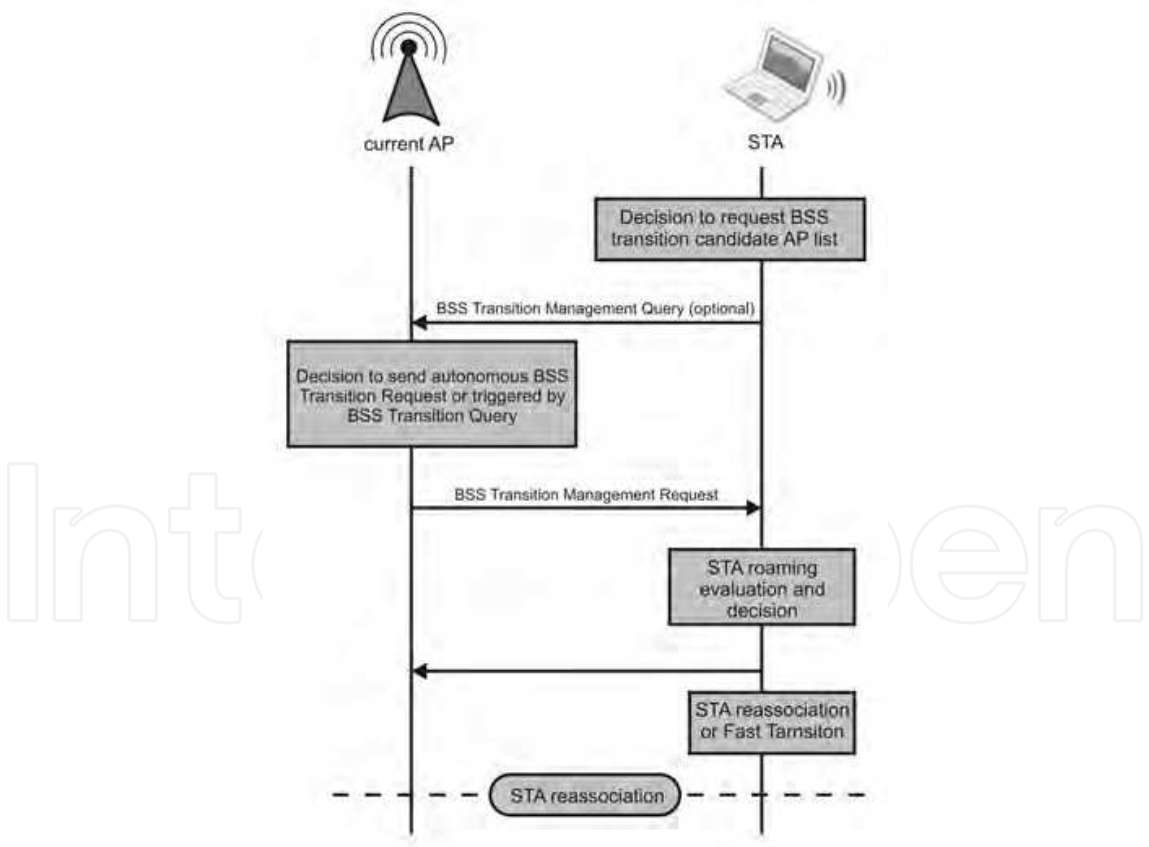 current AP
STA
Decision to request BSS
transition candidate AP list
BSS Transition Management Query (optional)
Decision to send autonomous BSS
Transition Request or triggered by
BSS Transition Query
BSS Transition Management Request
STA roaming
evaluation and
decision
STA reassociation
or Fast Tarnsiton
STA reassociation
Int
en